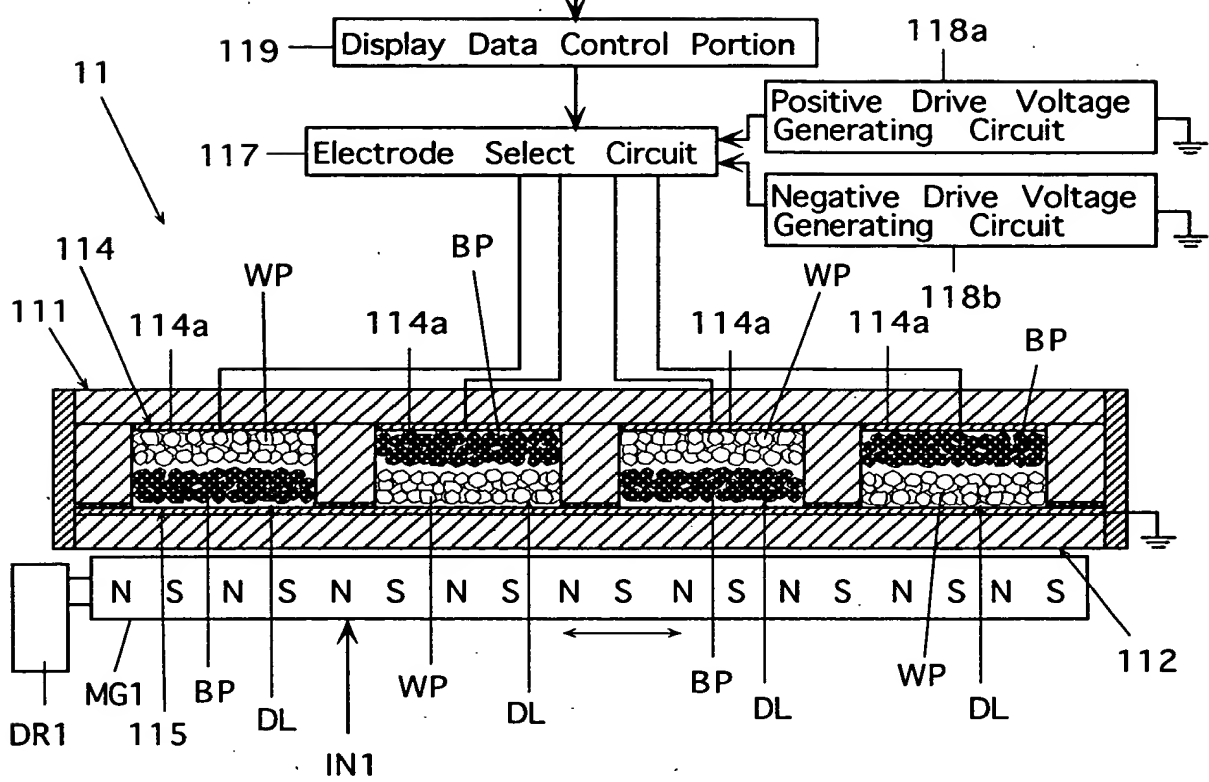 119
Display Data Control Portion
118a
11
Positive Drive Voltage
Generating Circuit
117
Electrode Select Circuit
Negative Drive Voltage
Generating Circuit
118b
114
WP
BP
WP
111
114a
114a
114a
114a
BP
N S N S N S N S N S N S N S N S N S
MG1
BP
WP
BP
WP
112
DR1
115
DL
DL
DL
DL
IN1